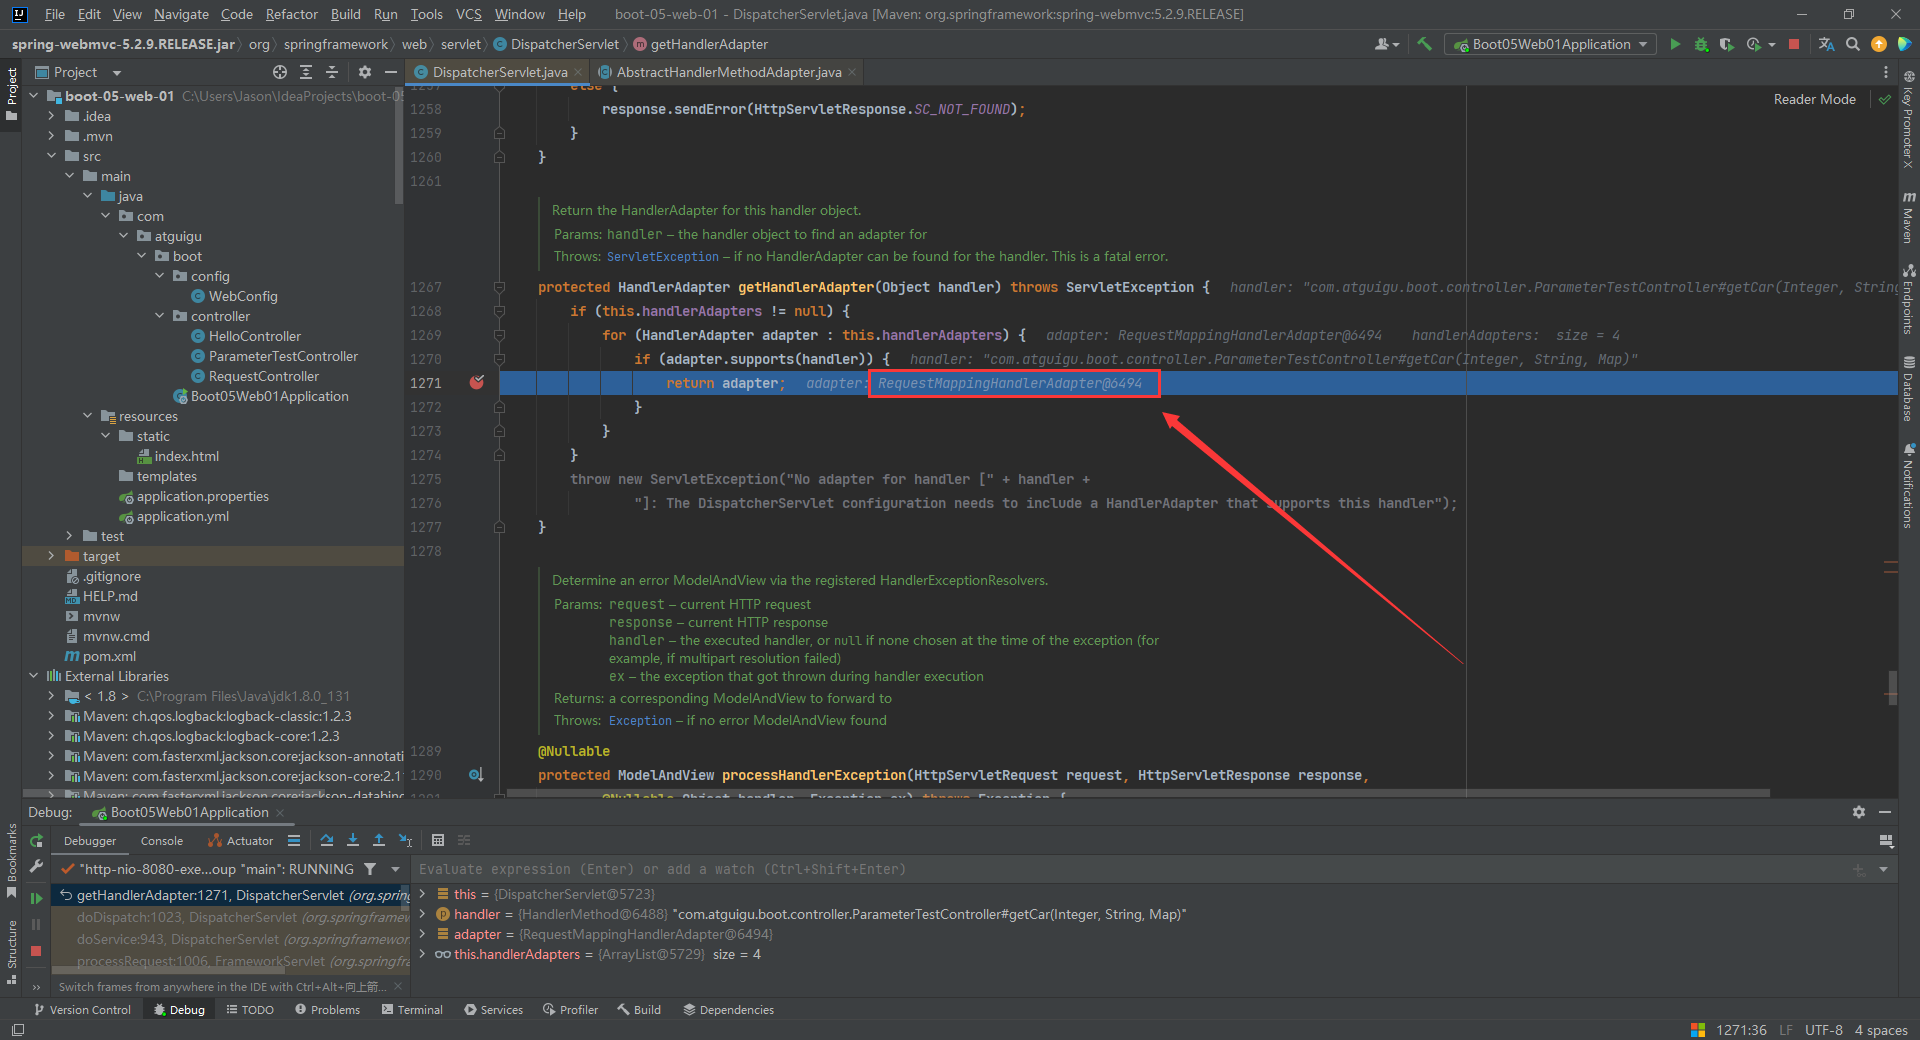 File Edit View Navigate Code Refactor Build Run Tools VCS Window Help boot-05-web-01 - DispatcherServlet.java [Maven: org.springframework:spring-webmvc:5.2.9.RELEASE]
spring-webmvc-5.2.9.RELEASE.jar org springframework web servlet DispatcherServlet getHandlerAdapter Boot05Web01Application
Project
Project
DispatcherServlet.java AbstractHandlerMethodAdapter.java
boot-05-web-01 C:\Users\Jason\IdeaProjects\boot-05
.idea
.mvn
src
main
java
com
atguigu
boot
config
WebConfig
controller
HelloController
ParameterTestController
RequestController
Boot05Web01Application
resources
static
index.html
templates
application.properties
application.yml
test
target
.gitignore
HELP.md
mvnw
mvnw.cmd
pom.xml
External Libraries
< 1.8 > C:\Program Files\Java\jdk1.8.0_131
Maven: ch.qos.logback:logback-classic:1.2.3
Maven: ch.qos.logback:logback-core:1.2.3
Maven: com.fasterxml.jackson.core:jackson-annotati
Maven: com.fasterxml.jackson.core:jackson-core:2.1
Maven: com.fasterxml.jackson.core:jackson-databind
Reader Mode
1257 else {
1258 response.sendError(HttpServletResponse.SC_NOT_FOUND);
1259 }
1260 }
1261
Return the HandlerAdapter for this handler object.
Params: handler – the handler object to find an adapter for
Throws: ServletException – if no HandlerAdapter can be found for the handler. This is a fatal error.
1267 protected HandlerAdapter getHandlerAdapter(Object handler) throws ServletException { handler: "com.atguigu.boot.controller.ParameterTestController#getCar(Integer, String
1268 if (this.handlerAdapters != null) {
1269 for (HandlerAdapter adapter : this.handlerAdapters) { adapter: RequestMappingHandlerAdapter@6494 handlerAdapters: size = 4
1270 if (adapter.supports(handler)) { handler: "com.atguigu.boot.controller.ParameterTestController#getCar(Integer, String, Map)"
1271 return adapter; adapter: RequestMappingHandlerAdapter@6494
1272 }
1273 }
1274 }
1275 throw new ServletException("No adapter for handler [" + handler +
1276 "]: The DispatcherServlet configuration needs to include a HandlerAdapter that supports this handler");
1277 }
1278
Determine an error ModelAndView via the registered HandlerExceptionResolvers.
Params: request – current HTTP request
response – current HTTP response
handler – the executed handler, or null if none chosen at the time of the exception (for
example, if multipart resolution failed)
ex – the exception that got thrown during handler execution
Returns: a corresponding ModelAndView to forward to
Throws: Exception – if no error ModelAndView found
1289 @Nullable
1290 protected ModelAndView processHandlerException(HttpServletRequest request, HttpServletResponse response,
1291 @Nullable Object handler, Exception ex) throws Exception {
Key Promoter X
Maven
Endpoints
Database
Notifications
Bookmarks
Structure
Debug: Boot05Web01Application
Debugger Console Actuator
"http-nio-8080-exe...oup "main": RUNNING
getHandlerAdapter:1271, DispatcherServlet (org.spring
doDispatch:1023, DispatcherServlet (org.springframew
doService:943, DispatcherServlet (org.springframewor
processRequest:1006, FrameworkServlet (org.springf
Switch frames from anywhere in the IDE with Ctrl+Alt+向上箭...
Evaluate expression (Enter) or add a watch (Ctrl+Shift+Enter)
this = {DispatcherServlet@5723}
handler = {HandlerMethod@6488} "com.atguigu.boot.controller.ParameterTestController#getCar(Integer, String, Map)"
adapter = {RequestMappingHandlerAdapter@6494}
this.handlerAdapters = {ArrayList@5729} size = 4
Version Control Debug TODO Problems Terminal Services Profiler Build Dependencies
1271:36 LF UTF-8 4 spaces